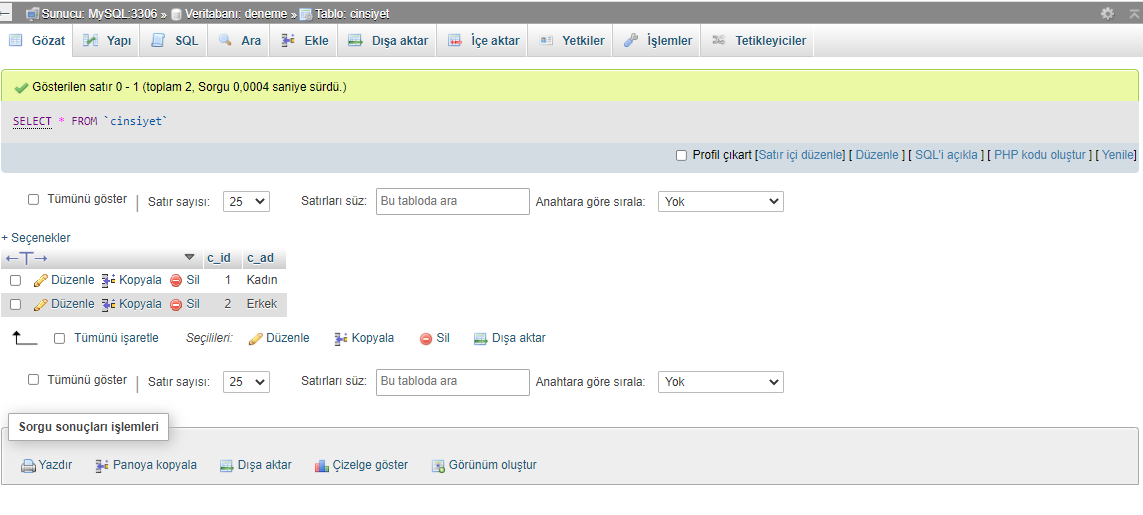 Sunucu: MySQL:3306 » Veritabanı: deneme » Tablo: cinsiyet
Gözat Yapı SQL Ara Ekle Dışa aktar İçe aktar Yetkiler İşlemler Tetikleyiciler
Gösterilen satır 0 - 1 (toplam 2, Sorgu 0,0004 saniye sürdü.)
SELECT * FROM `cinsiyet`
Profil çıkart [Satır içi düzenle] [ Düzenle ] [ SQL'i açıkla ] [ PHP kodu oluştur ] [ Yenile]
Tümünü göster | Satır sayısı: 25 Satırları süz: Bu tabloda ara Anahtara göre sırala: Yok
+ Seçenekler
←T→ c_id c_ad
Düzenle Kopyala Sil 1 Kadın
Düzenle Kopyala Sil 2 Erkek
Tümünü işaretle Seçilileri: Düzenle Kopyala Sil Dışa aktar
Tümünü göster | Satır sayısı: 25 Satırları süz: Bu tabloda ara Anahtara göre sırala: Yok
Sorgu sonuçları işlemleri
Yazdır Panoya kopyala Dışa aktar Çizelge göster Görünüm oluştur